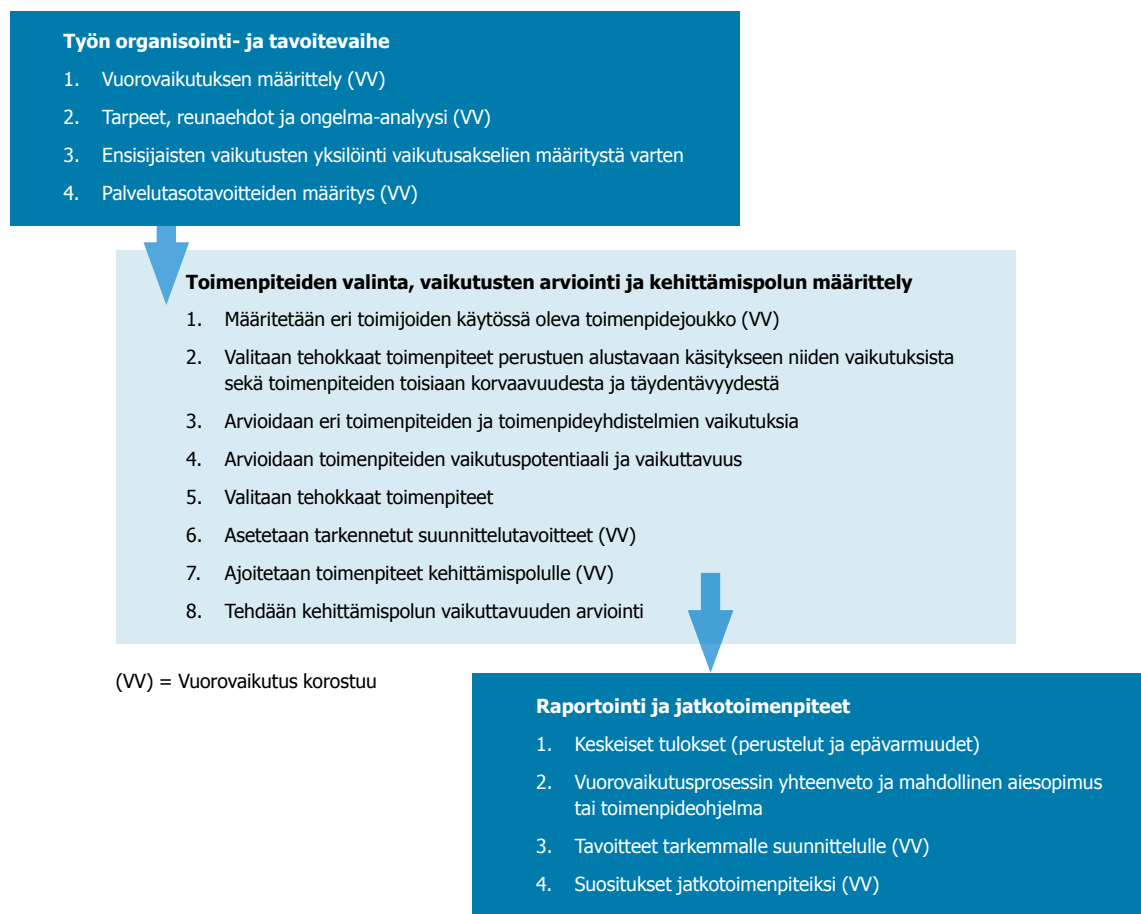 Työn organisointi- ja tavoitevaihe
1. Vuorovaikutuksen määrittely (VV)
2. Tarpeet, reunaehdot ja ongelma-analyysi (VV)
3. Ensisijaisten vaikutusten yksilöinti vaikutusakselien määritystä varten
4. Palvelutasotavoitteiden määritys (VV)
Toimenpiteiden valinta, vaikutusten arviointi ja kehittämispolun määrittely
1. Määritetään eri toimijoiden käytössä oleva toimenpidejoukko (VV)
2. Valitaan tehokkaat toimenpiteet perustuen alustavaan käsitykseen niiden vaikutuksista
sekä toimenpiteiden toisiaan korvaavuudesta ja täydentävyydestä
3. Arvioidaan eri toimenpiteiden ja toimenpideyhdistelmien vaikutuksia
4. Arvioidaan toimenpiteiden vaikutuspotentiaali ja vaikuttavuus
5. Valitaan tehokkaat toimenpiteet
6. Asetetaan tarkennetut suunnittelutavoitteet (VV)
7. Ajoitetaan toimenpiteet kehittämispolulle (VV)
8. Tehdään kehittämispolun vaikuttavuuden arviointi
(VV) = Vuorovaikutus korostuu
Raportointi ja jatkotoimenpiteet
1. Keskeiset tulokset (perustelut ja epävarmuudet)
2. Vuorovaikutusprosessin yhteenveto ja mahdollinen aiesopimus
tai toimenpideohjelma
3. Tavoitteet tarkemmalle suunnittelulle (VV)
4. Suositukset jatkotoimenpiteiksi (VV)